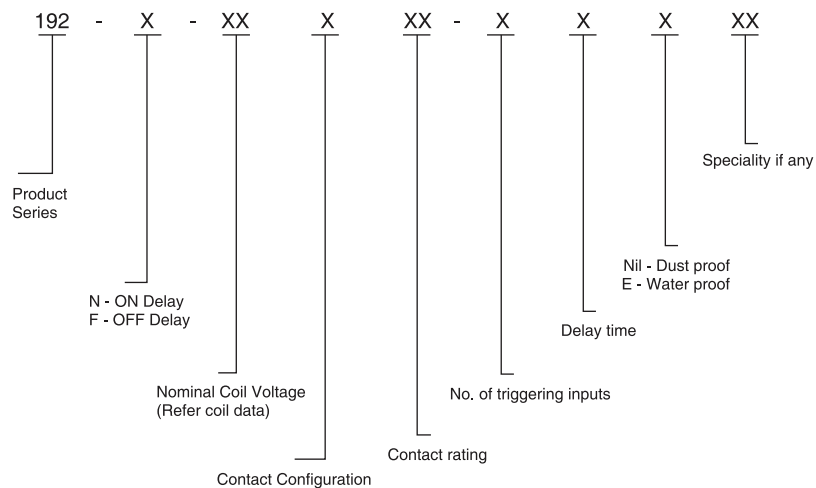 192 - X - XX X XX - X X X XX
Speciality if any
Product
Series
Nil - Dust proof
E - Water proof
N - ON Delay
F - OFF Delay
Delay time
Nominal Coil Voltage
(Refer coil data)
No. of triggering inputs
Contact rating
Contact Configuration